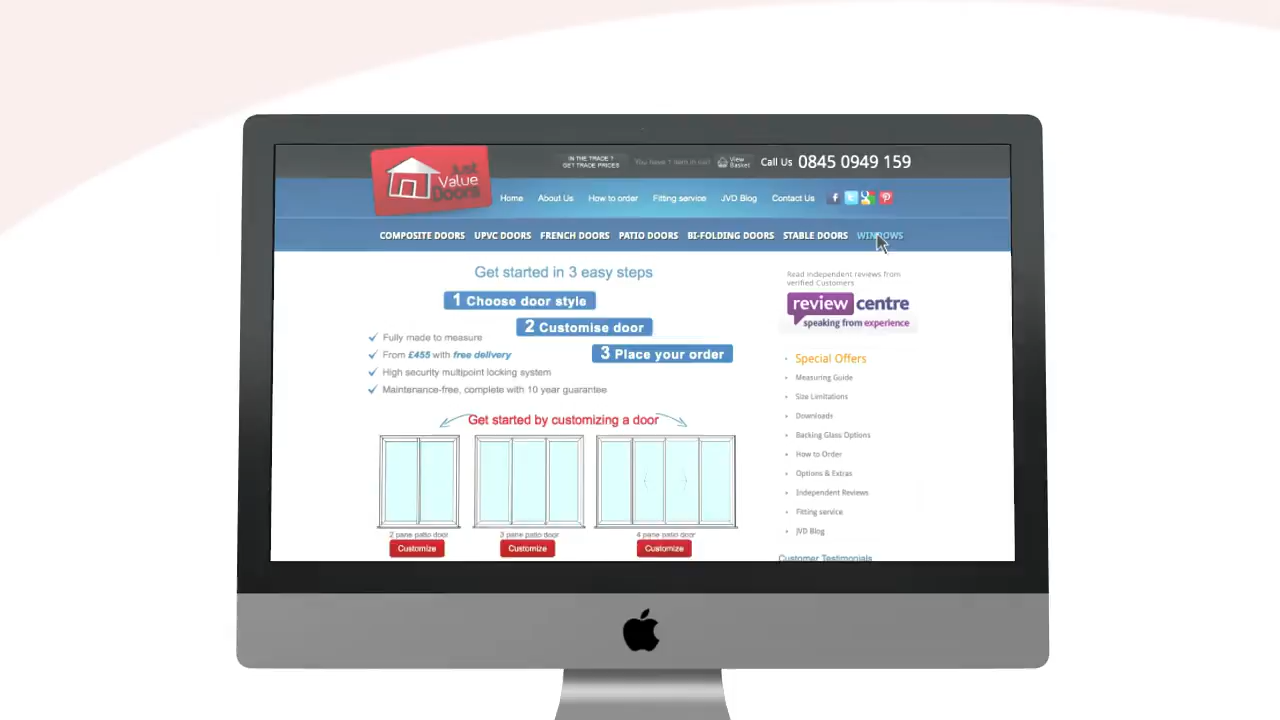 Just
Value
Doors
IN THE TRADE ?
GET TRADE PRICES
You have 1 item in
View
Basket
Call Us 0845 0949 159
Home About Us How to order Fitting service JVD Blog Contact Us
COMPOSITE DOORS UPVC DOORS FRENCH DOORS PATIO DOORS BI-FOLDING DOORS STABLE DOORS WINDOWS
Get started in 3 easy steps
1 Choose door style
2 Customise door
3 Place your order
Fully made to measure
From £455 with free delivery
High security multipoint locking system
Maintenance-free, complete with 10 year guarantee
Get started by customizing a door
2 pane patio door 3 pane patio door 4 pane patio door
Customize Customize Customize
Read independent reviews from
verified Customers
review centre
speaking from experience
Special Offers
Measuring Guide
Size Limitations
Downloads
Backing Glass Options
How to Order
Options & Extras
Independent Reviews
Fitting service
JVD Blog
Customer Testimonials